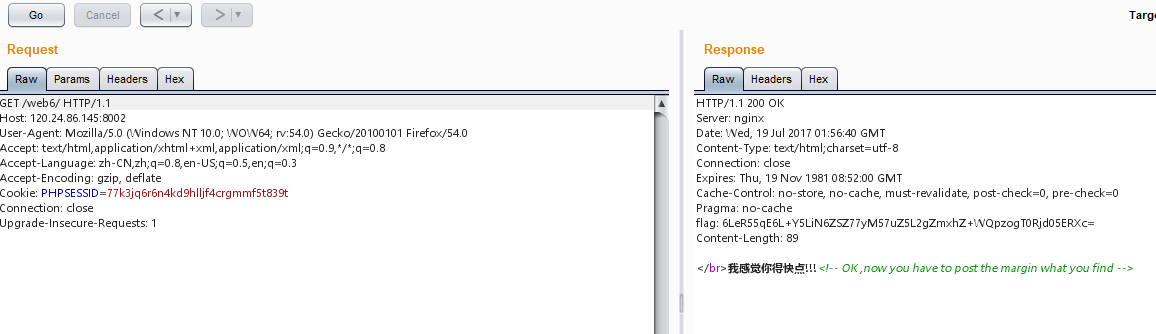 Go Cancel < > Targ
Request
Raw Params Headers Hex
GET /web6/ HTTP/1.1
Host: 120.24.86.145:8002
User-Agent: Mozilla/5.0 (Windows NT 10.0; WOW64; rv:54.0) Gecko/20100101 Firefox/54.0
Accept: text/html,application/xhtml+xml,application/xml;q=0.9,*/*;q=0.8
Accept-Language: zh-CN,zh;q=0.8,en-US;q=0.5,en;q=0.3
Accept-Encoding: gzip, deflate
Cookie: PHPSESSID=77k3jq6r6n4kd9hlljf4crgmmf5t839t
Connection: close
Upgrade-Insecure-Requests: 1
Response
Raw Headers Hex
HTTP/1.1 200 OK
Server: nginx
Date: Wed, 19 Jul 2017 01:56:40 GMT
Content-Type: text/html;charset=utf-8
Connection: close
Expires: Thu, 19 Nov 1981 08:52:00 GMT
Cache-Control: no-store, no-cache, must-revalidate, post-check=0, pre-check=0
Pragma: no-cache
flag: 6LeR55qE6L+Y5LiN6ZSZ77yM57uZ5L2gZmxhZ+WQpzogT0Rjd05ERXc=
Content-Length: 89
</br>我感觉你得快点!!!<!-- OK ,now you have to post the margin what you find -->